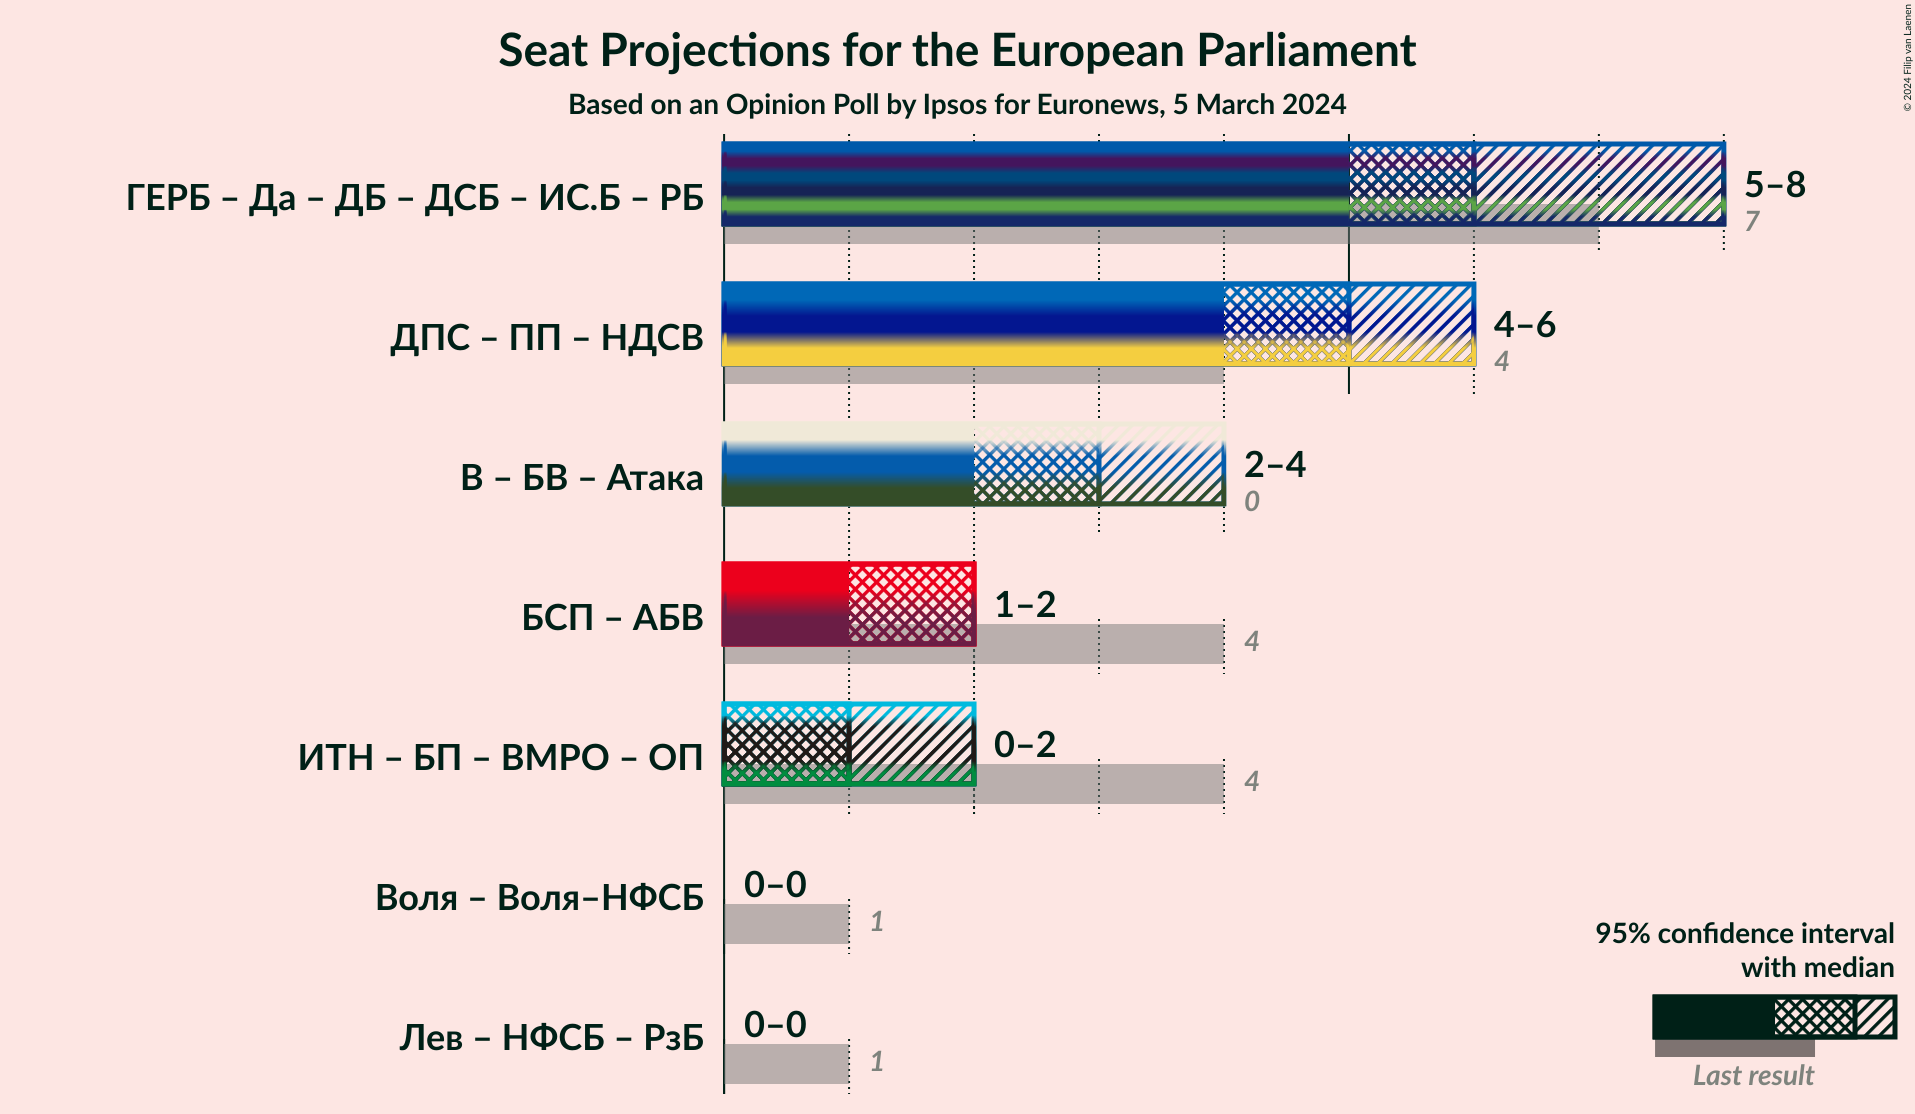 Seat Projections for the European Parliament
Based on an Opinion Poll by Ipsos for Euronews, 5 March 2024
© 2024 Filip van Laenen
ГЕРБ – Да – ДБ – ДСБ – ИС.Б – РБ
5–8
7
ДПС – ПП – НДСВ
4–6
4
В – БВ – Атака
2–4
0
БСП – АБВ
1–2
4
ИТН – БП – ВМРО – ОП
0–2
4
Воля – Воля–НФСБ
0–0
1
Лев – НФСБ – РзБ
0–0
1
95% confidence interval
with median
Last result